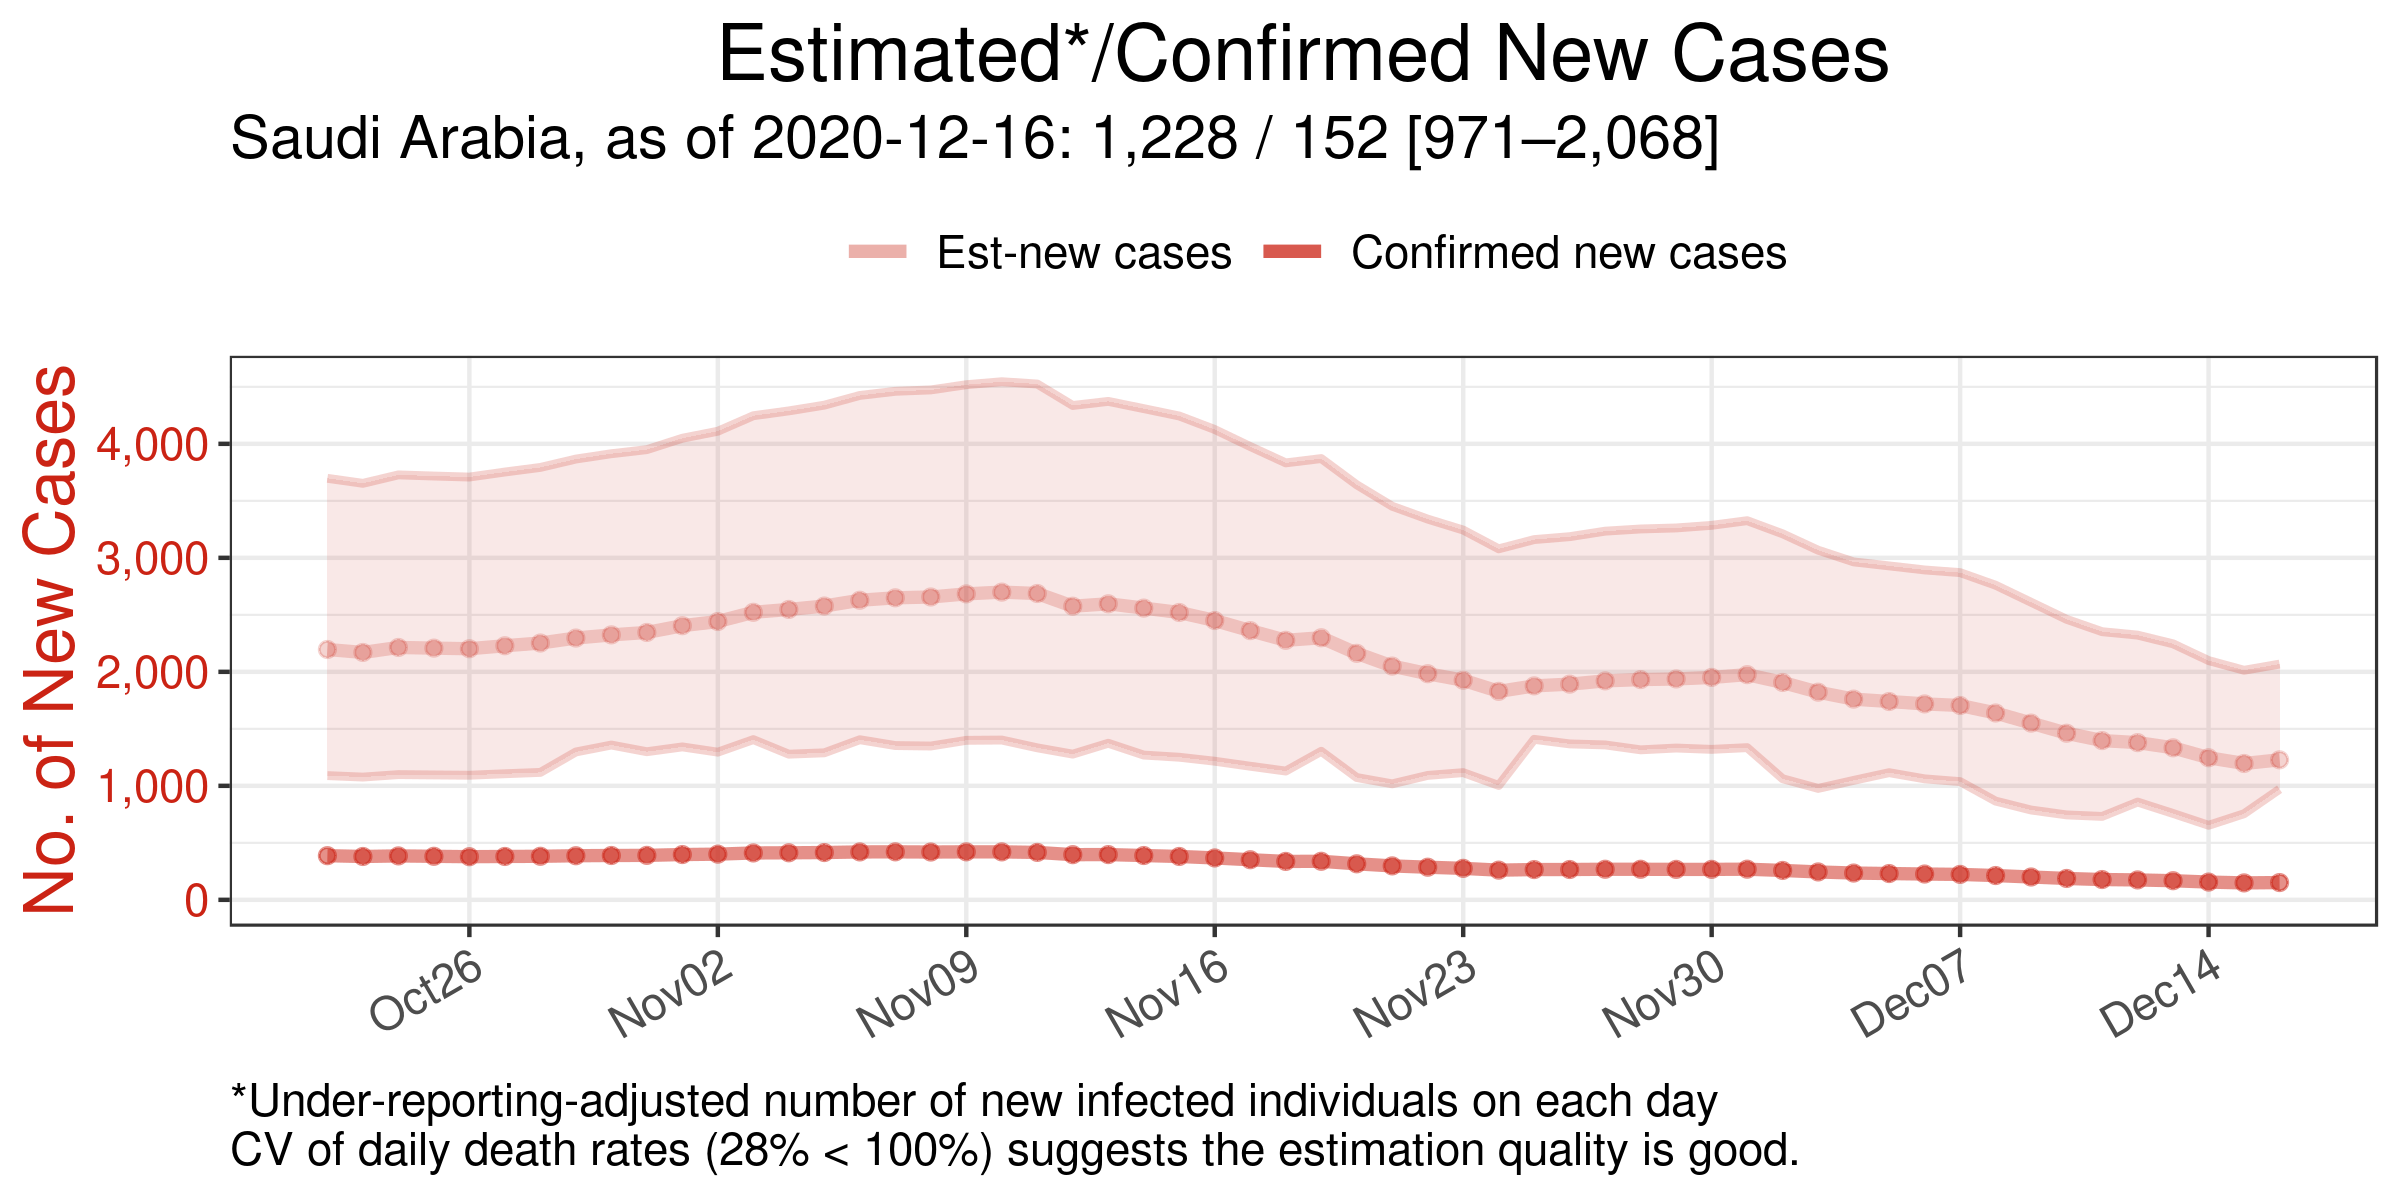 Estimated*/Confirmed New Cases
Saudi Arabia, as of 2020-12-16: 1,228 / 152 [971–2,068]
Est-new cases
Confirmed new cases
No. of New Cases
4,000
3,000
2,000
1,000
0
Oct26
Nov02
Nov09
Nov16
Nov23
Nov30
Dec07
Dec14
*Under-reporting-adjusted number of new infected individuals on each day
CV of daily death rates (28% < 100%) suggests the estimation quality is good.